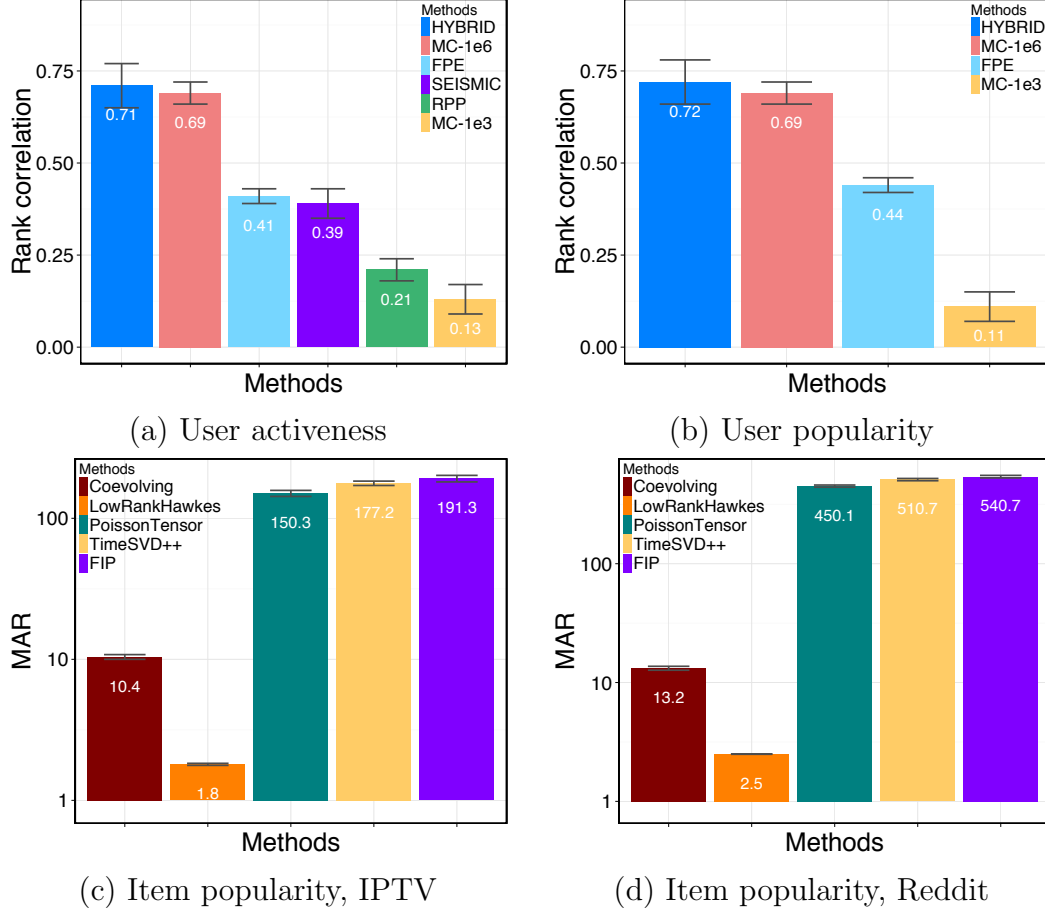 Methods
HYBRID
MC-1e6
FPE
SEISMIC
RPP
MC-1e3
Rank correlation
0.75
0.50
0.25
0.00
0.71
0.69
0.41
0.39
0.21
0.13
Methods
(a) User activeness
Methods
HYBRID
MC-1e6
FPE
MC-1e3
Rank correlation
0.75
0.50
0.25
0.00
0.72
0.69
0.44
0.11
Methods
(b) User popularity
Methods
Coevolving
LowRankHawkes
PoissonTensor
TimeSVD++
FIP
MAR
100
10
1
10.4
1.8
150.3
177.2
191.3
Methods
(c) Item popularity, IPTV
Methods
Coevolving
LowRankHawkes
PoissonTensor
TimeSVD++
FIP
MAR
100
10
1
13.2
2.5
450.1
510.7
540.7
Methods
(d) Item popularity, Reddit